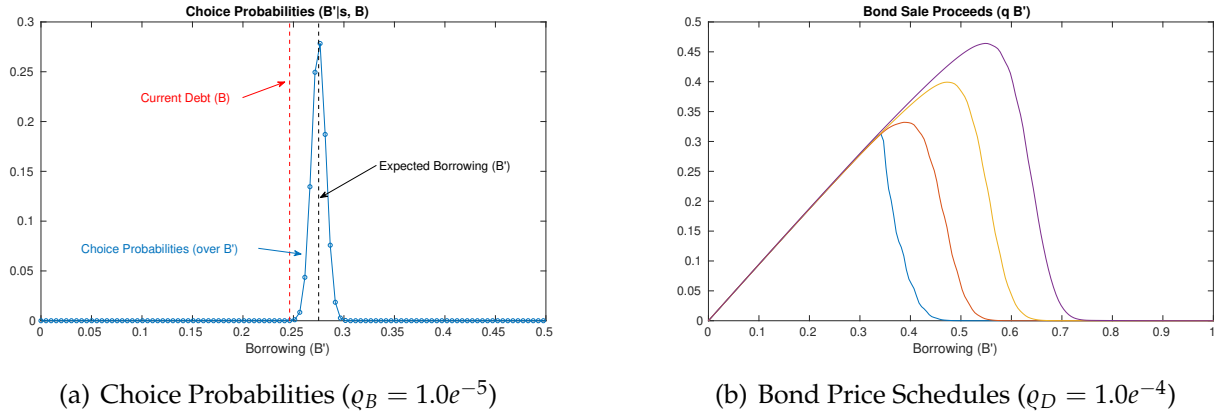 Choice Probabilities (B'|s, B)
0.3
0.25
0.2
0.15
0.1
0.05
0
Current Debt (B)
Expected Borrowing (B')
Choice Probabilities (over B')
0 0.05 0.1 0.15 0.2 0.25 0.3 0.35 0.4 0.45 0.5
Borrowing (B')
(a) Choice Probabilities (ϱ_B = 1.0e^{−5})
Bond Sale Proceeds (q B')
0.5
0.45
0.4
0.35
0.3
0.25
0.2
0.15
0.1
0.05
0
0 0.1 0.2 0.3 0.4 0.5 0.6 0.7 0.8 0.9 1
Borrowing (B')
(b) Bond Price Schedules (ϱ_D = 1.0e^{−4})